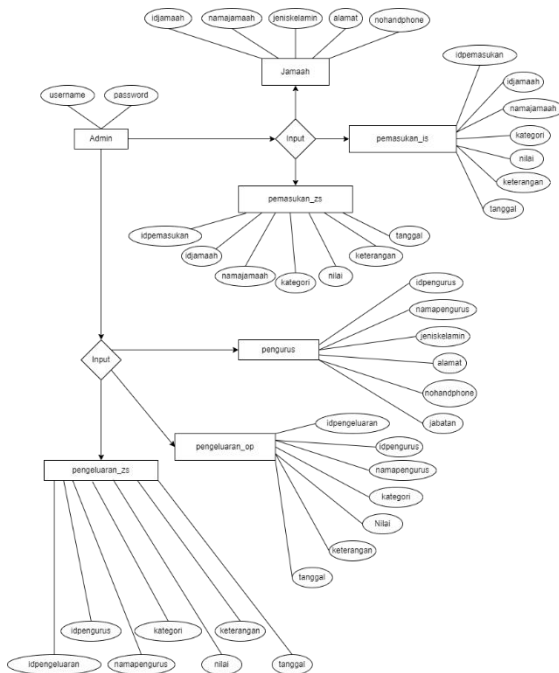 idjamaah
namajamaah
jeniskelamin
alamat
nohandphone
Jamaah
username
password
Admin
Input
pemasukan_is
idpemasukan
idjamaah
namajamaah
kategori
nilai
keterangan
tanggal
pemasukan_zs
idpemasukan
idjamaah
namajamaah
kategori
nilai
keterangan
tanggal
Input
pengurus
idpengurus
namapengurus
jeniskelamin
alamat
nohandphone
jabatan
pengeluaran_op
idpengeluaran
idpengurus
namapengurus
kategori
Nilai
keterangan
tanggal
pengeluaran_zs
idpengeluaran
idpengurus
namapengurus
kategori
nilai
keterangan
tanggal